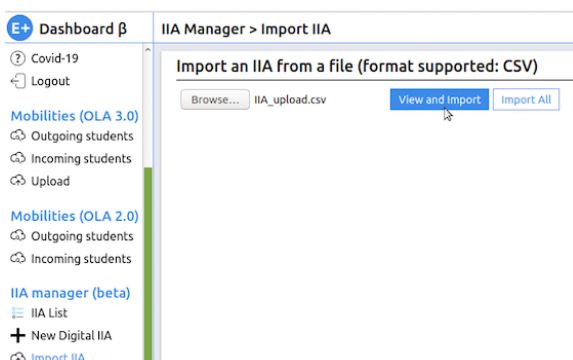 E+ Dashboard β
IIA Manager > Import IIA
? Covid-19
Logout
Mobilities (OLA 3.0)
Outgoing students
Incoming students
Upload
Mobilities (OLA 2.0)
Outgoing students
Incoming students
IIA manager (beta)
IIA List
New Digital IIA
Import IIA
Import an IIA from a file (format supported: CSV)
Browse... IIA_upload.csv View and Import Import All